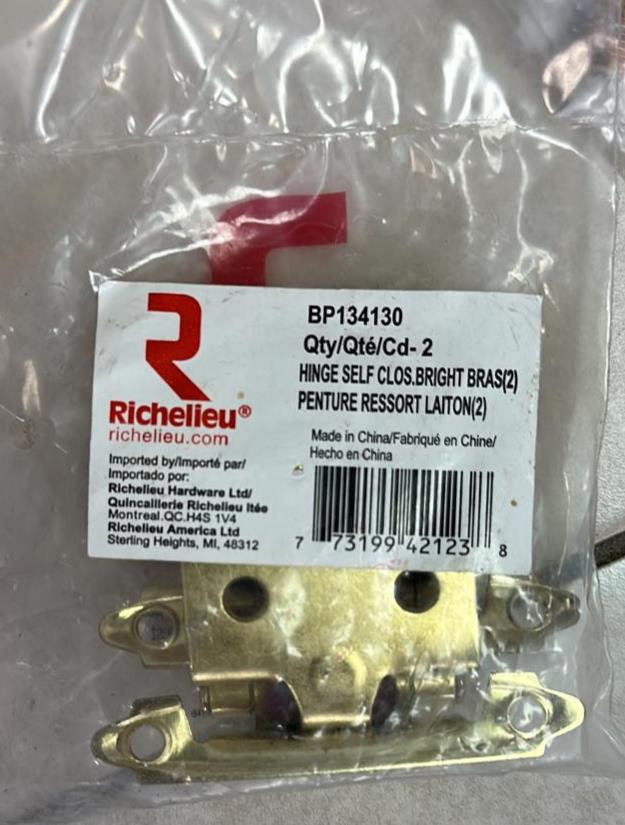 BP134130
Qty/Qté/Cd- 2
HINGE SELF CLOS.BRIGHT BRAS(2)
PENTURE RESSORT LAITON(2)
Made in China/Fabriqué en Chine/
Hecho en China
Richelieu®
richelieu.com
Imported by/Importé par/
Importado por:
Richelieu Hardware Ltd/
Quincaillerie Richelieu ltée
Montreal.QC.H4S 1V4
Richelieu America Ltd
Sterling Heights, MI, 48312
7 73199 42123 8